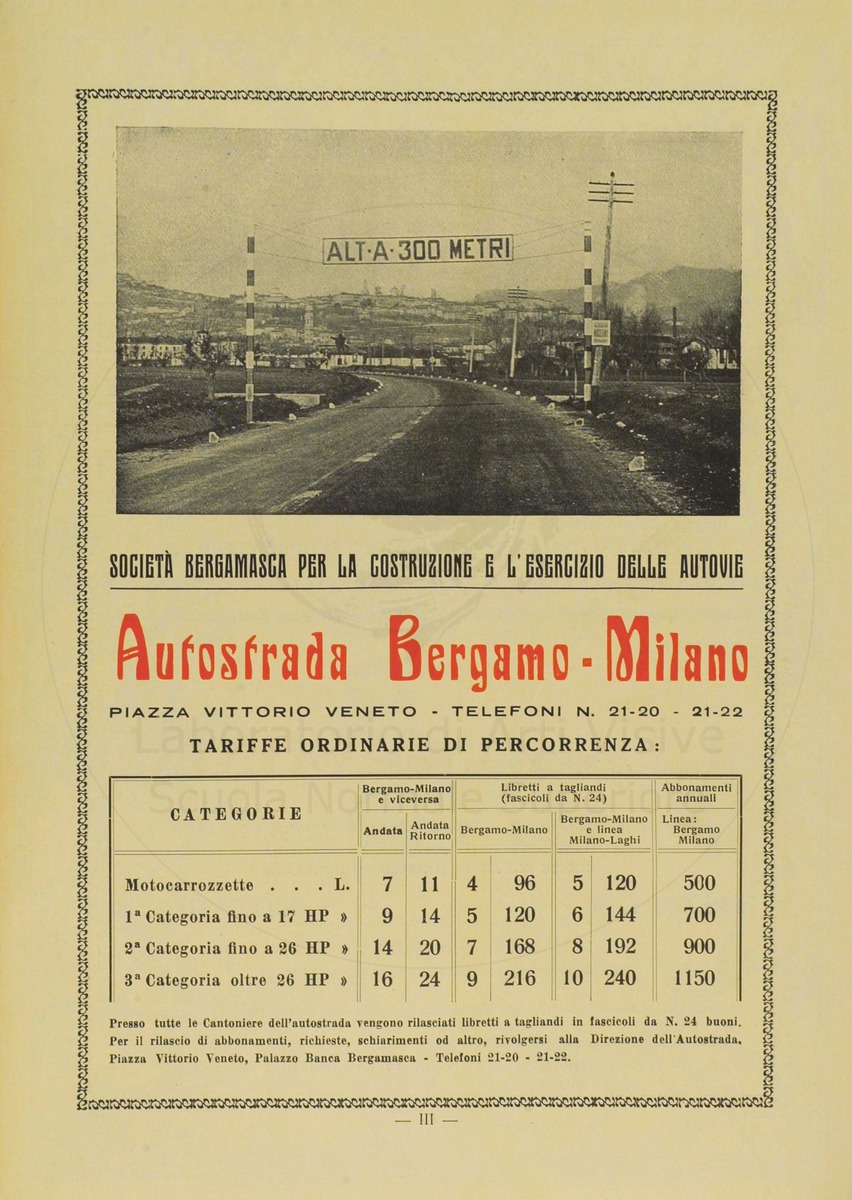 ALT·A·300 METRI
SOCIETÀ BERGAMASCA PER LA COSTRUZIONE E L'ESERCIZIO DELLE AUTOVIE
Autostrada Bergamo-Milano
PIAZZA VITTORIO VENETO - TELEFONI N. 21-20 - 21-22
TARIFFE ORDINARIE DI PERCORRENZA:
CATEGORIE
Bergamo-Milano
e viceversa
Libretti a tagliandi
(fascicoli da N. 24)
Abbonamenti
annuali
Andata
Andata
Ritorno
Bergamo-Milano
Bergamo-Milano
e linea
Milano-Laghi
Linea:
Bergamo
Milano
Motocarrozzette . . . L. 7 11 4 96 5 120 500
1ª Categoria fino a 17 HP » 9 14 5 120 6 144 700
2ª Categoria fino a 26 HP » 14 20 7 168 8 192 900
3ª Categoria oltre 26 HP » 16 24 9 216 10 240 1150
Presso tutte le Cantoniere dell'autostrada vengono rilasciati libretti a tagliandi in fascicoli da N. 24 buoni.
Per il rilascio di abbonamenti, richieste, schiarimenti od altro, rivolgersi alla Direzione dell'Autostrada,
Piazza Vittorio Veneto, Palazzo Banca Bergamasca - Telefoni 21-20 - 21-22.
— III —